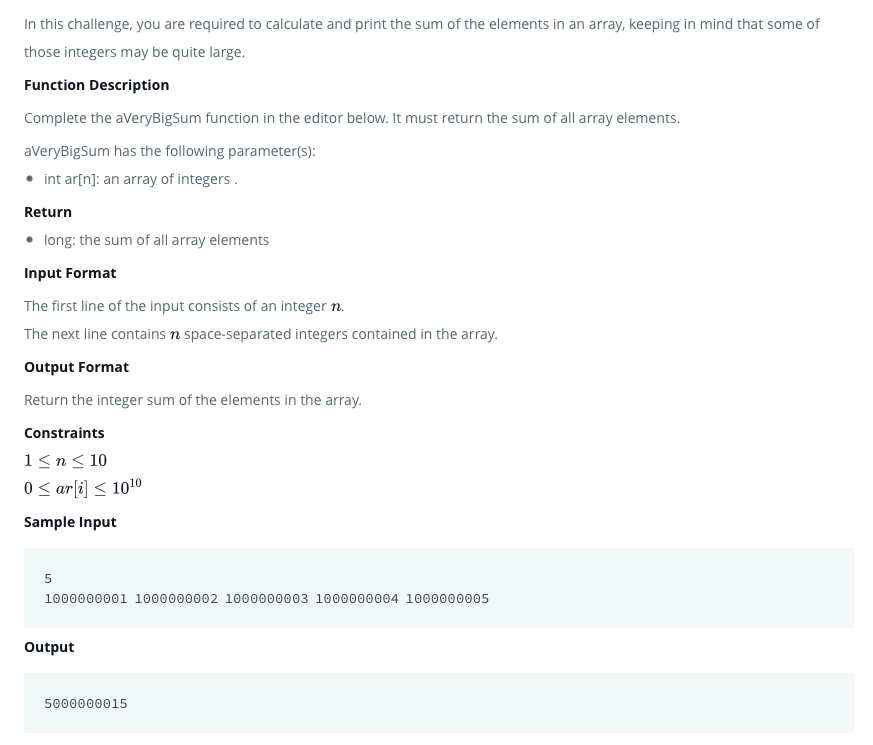 In this challenge, you are required to calculate and print the sum of the elements in an array, keeping in mind that some of
those integers may be quite large.
Function Description
Complete the aVeryBigSum function in the editor below. It must return the sum of all array elements.
aVeryBigSum has the following parameter(s):
• int ar[n]: an array of integers .
Return
• long: the sum of all array elements
Input Format
The first line of the input consists of an integer n.
The next line contains n space-separated integers contained in the array.
Output Format
Return the integer sum of the elements in the array.
Constraints
1 ≤ n ≤ 10
0 ≤ ar[i] ≤ 10¹⁰
Sample Input
5
1000000001 1000000002 1000000003 1000000004 1000000005
Output
5000000015